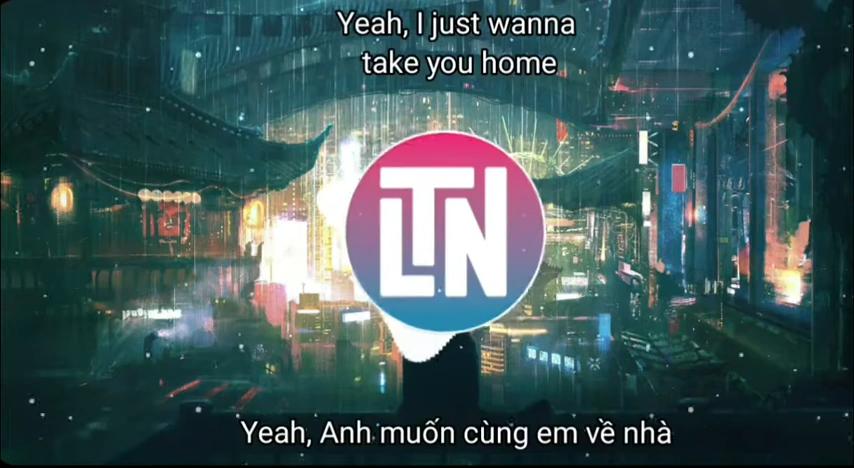 Yeah, I just wanna
take you home
LTN
Yeah, Anh muốn cùng em về nhà